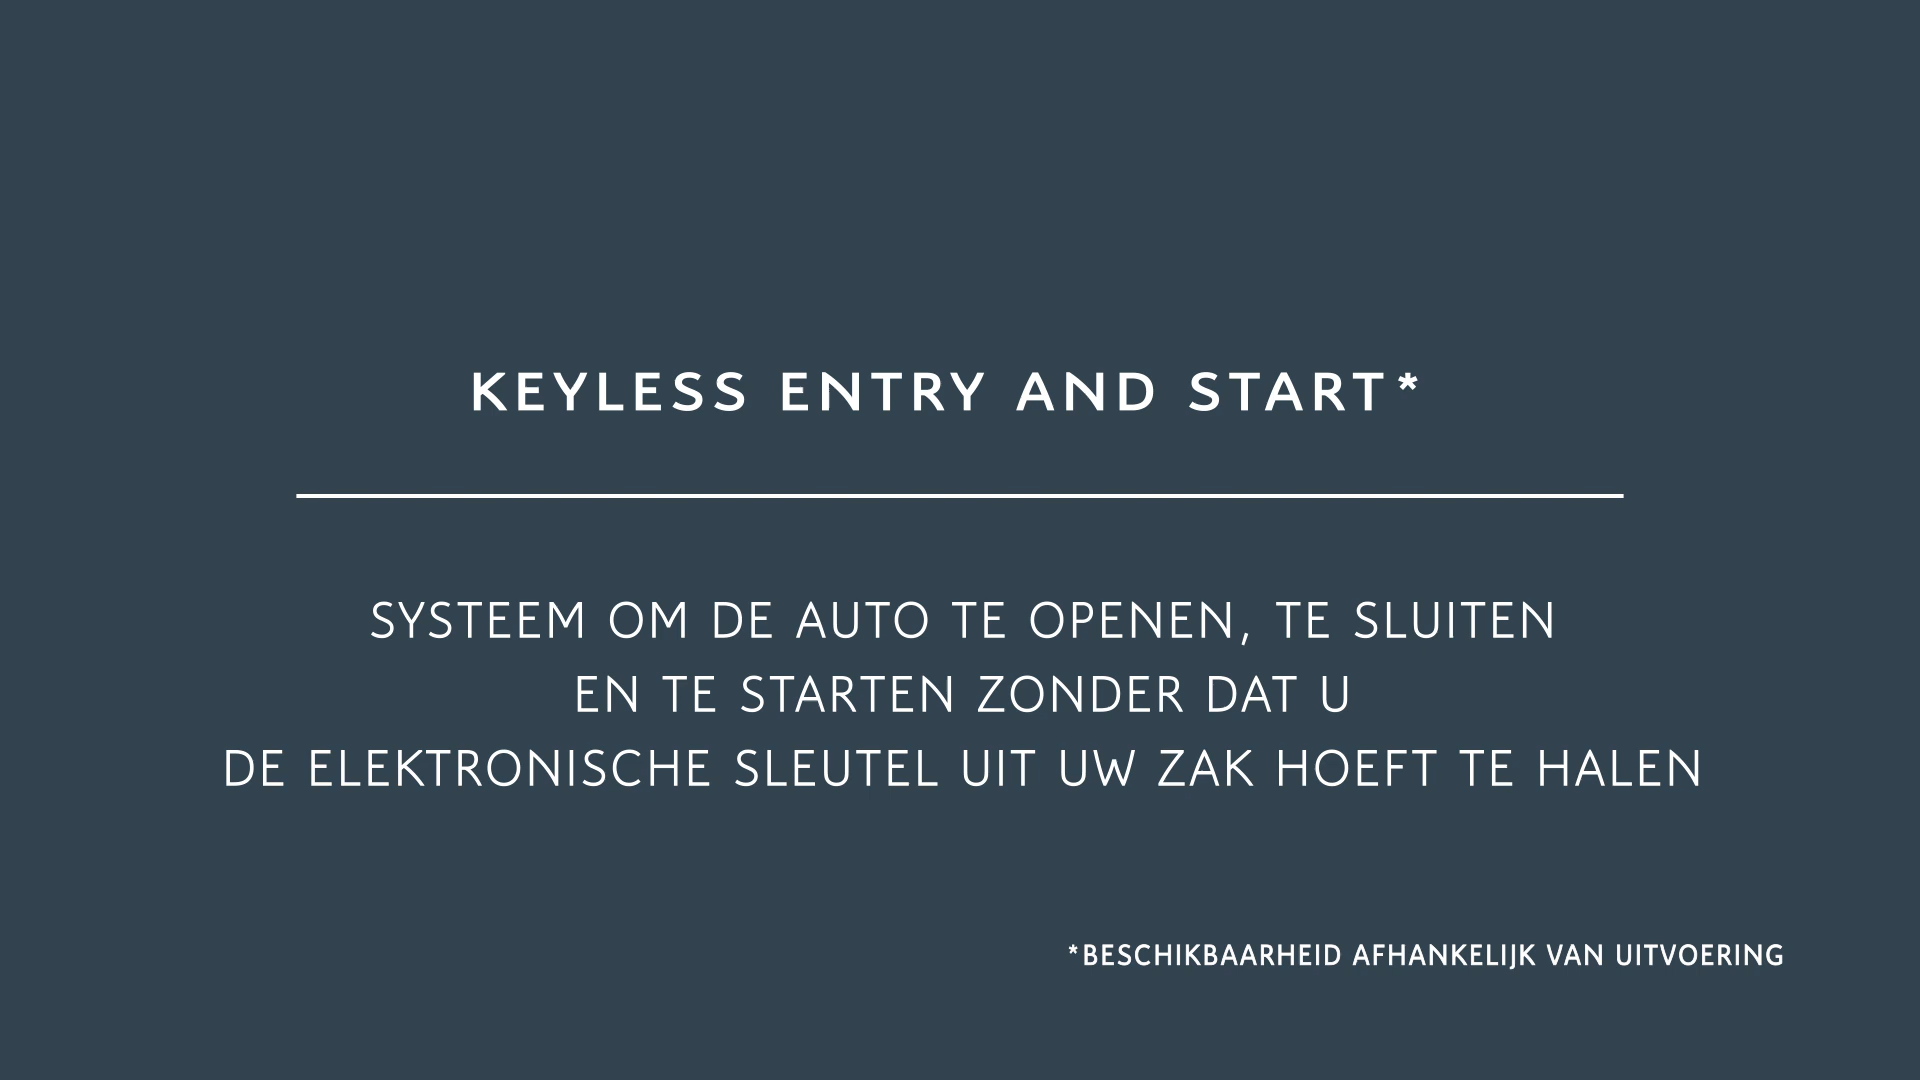 KEYLESS ENTRY AND START*
SYSTEEM OM DE AUTO TE OPENEN, TE SLUITEN
EN TE STARTEN ZONDER DAT U
DE ELEKTRONISCHE SLEUTEL UIT UW ZAK HOEFT TE HALEN
*BESCHIKBAARHEID AFHANKELIJK VAN UITVOERING